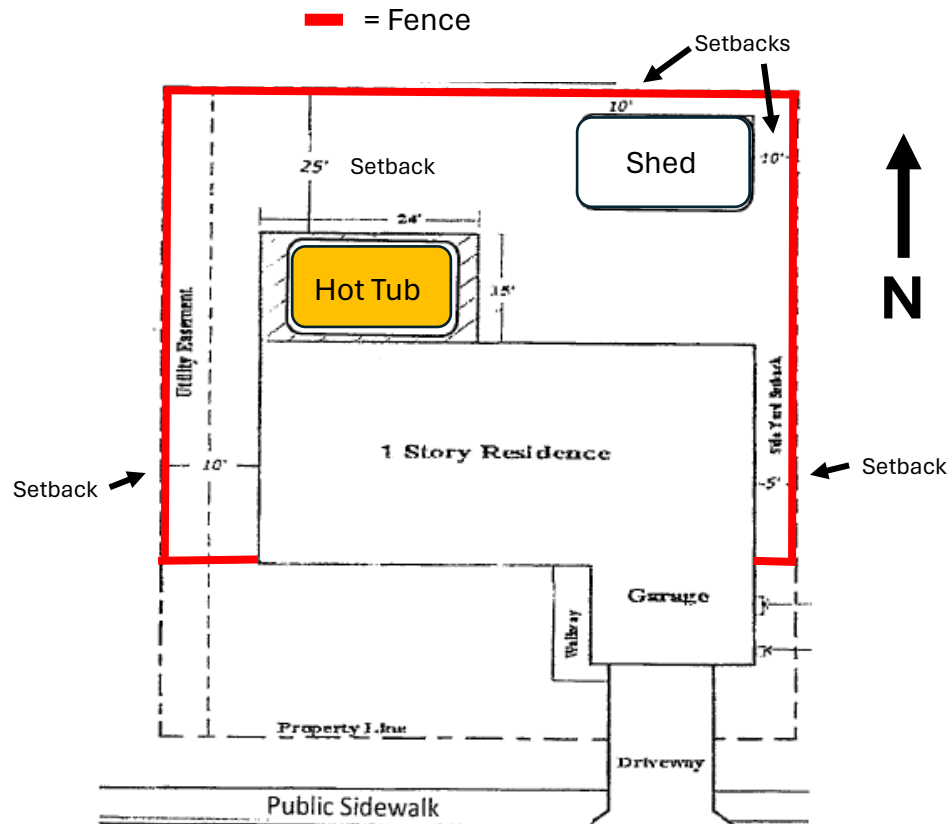 = Fence
Setbacks
10'
Shed
10'
25'
Setback
24'
Hot Tub
15'
Utility Easement
1 Story Residence
Side Yard Setback
10'
Setback
5'
Setback
Garage
Walkway
Property Line
Driveway
Public Sidewalk
N